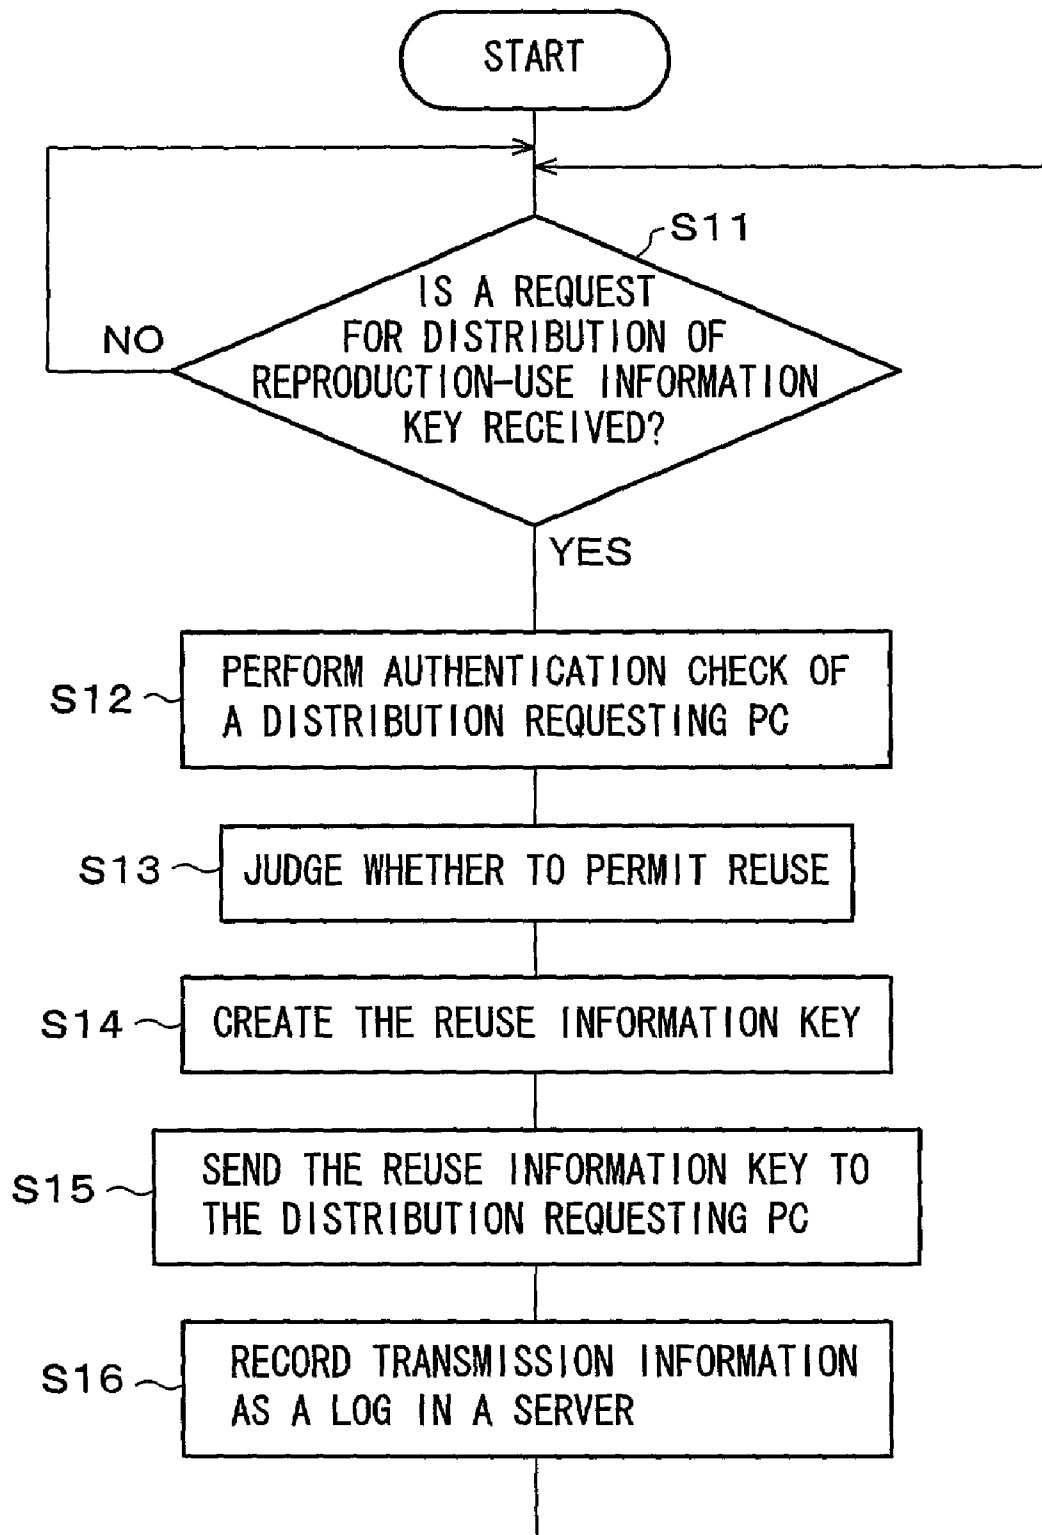 START
S11
IS A REQUEST
FOR DISTRIBUTION OF
REPRODUCTION-USE INFORMATION
KEY RECEIVED?
NO
YES
S12
PERFORM AUTHENTICATION CHECK OF
A DISTRIBUTION REQUESTING PC
S13
JUDGE WHETHER TO PERMIT REUSE
S14
CREATE THE REUSE INFORMATION KEY
S15
SEND THE REUSE INFORMATION KEY TO
THE DISTRIBUTION REQUESTING PC
S16
RECORD TRANSMISSION INFORMATION
AS A LOG IN A SERVER